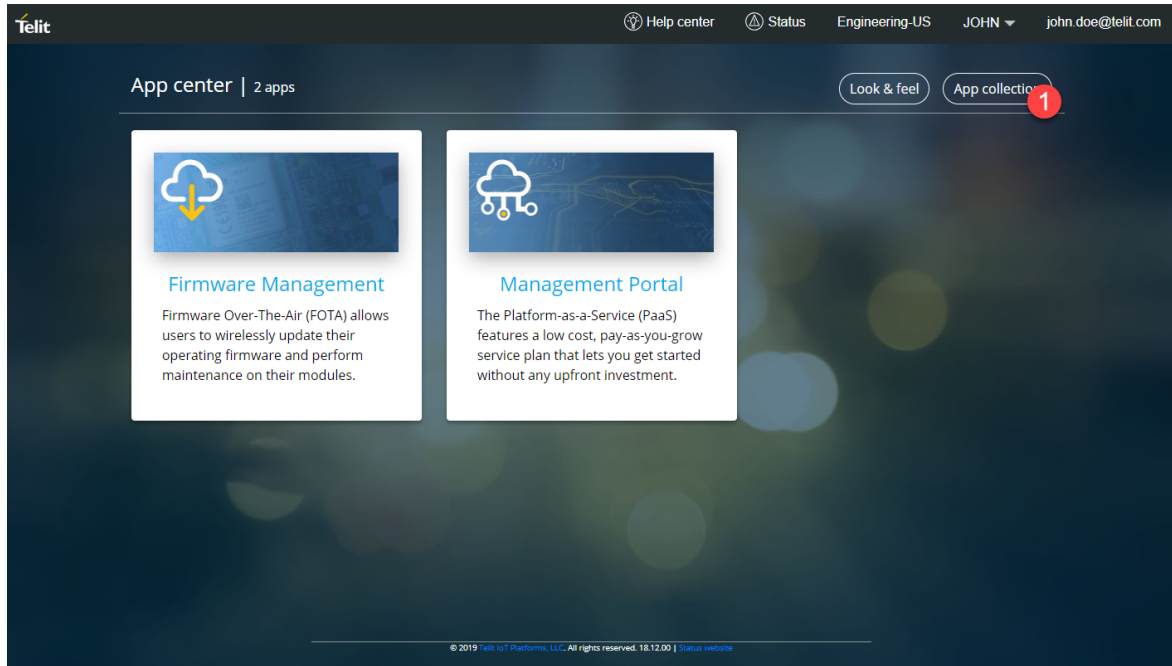 Telit Help center Status Engineering-US JOHN john.doe@telit.com
App center | 2 apps Look & feel App collectio 1
Firmware Management
Firmware Over-The-Air (FOTA) allows
users to wirelessly update their
operating firmware and perform
maintenance on their modules.
Management Portal
The Platform-as-a-Service (PaaS)
features a low cost, pay-as-you-grow
service plan that lets you get started
without any upfront investment.
© 2019 Telit IoT Platforms, LLC. All rights reserved. 18.12.00 | Status website